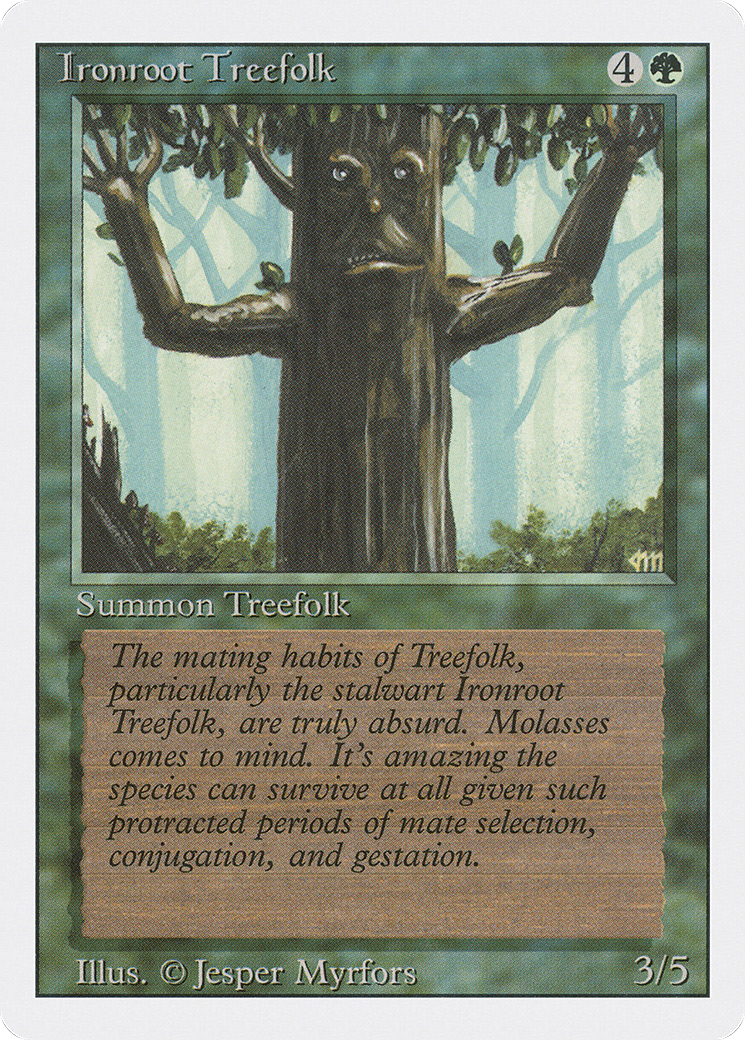 Ironroot Treefolk 4
Summon Treefolk
The mating habits of Treefolk,
particularly the stalwart Ironroot
Treefolk, are truly absurd. Molasses
comes to mind. It's amazing the
species can survive at all given such
protracted periods of mate selection,
conjugation, and gestation.
Illus. © Jesper Myrfors 3/5